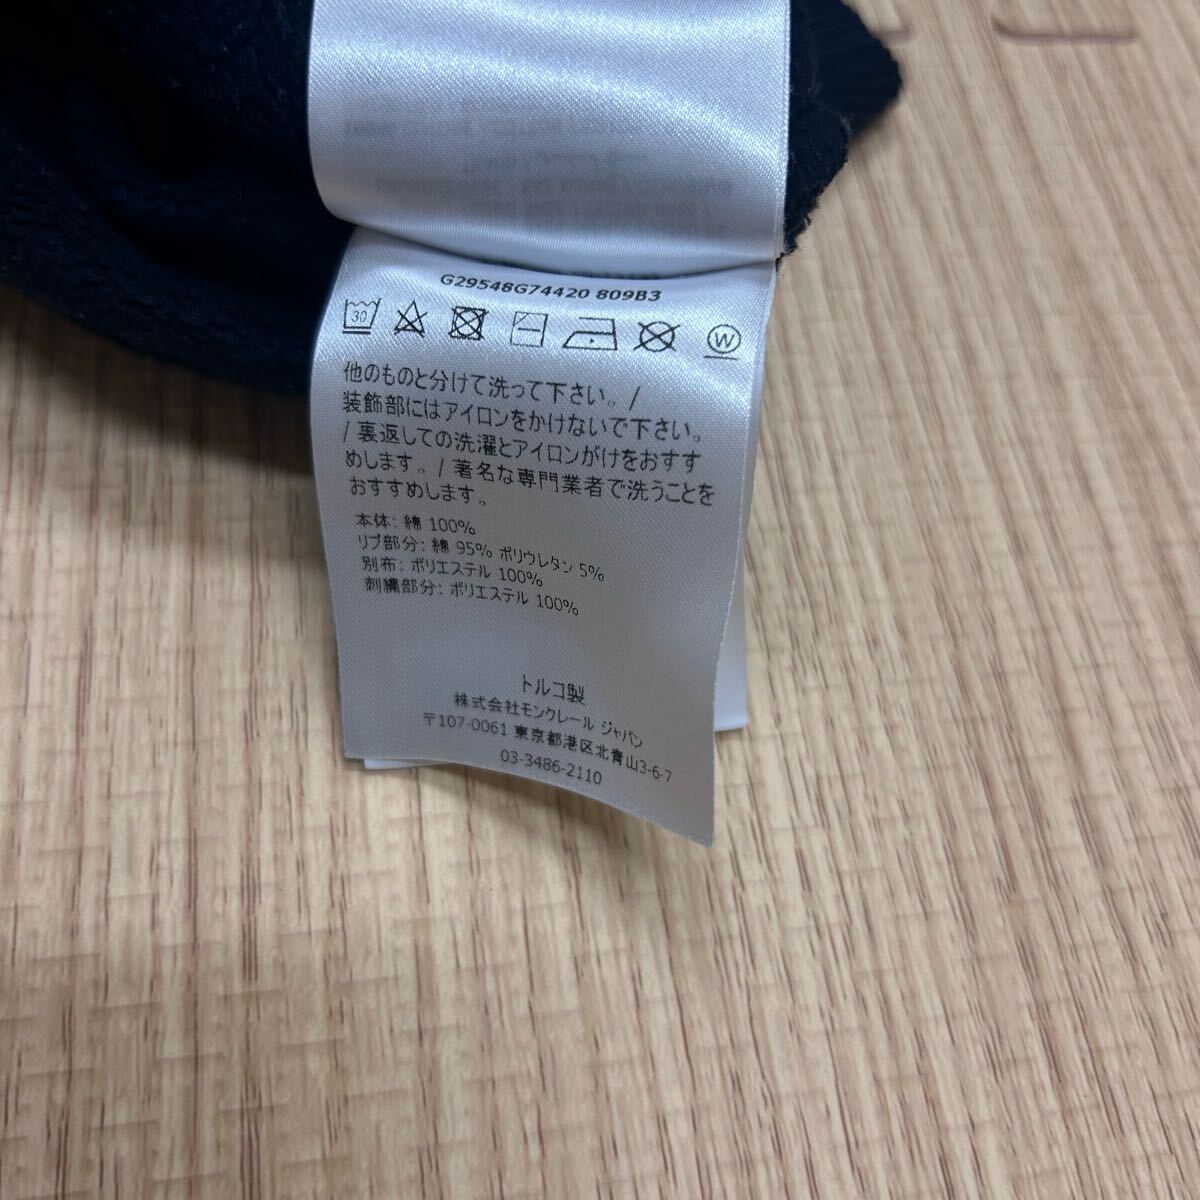 G29548G74420 809B3
30
W
他のものと分けて洗って下さい。/
装飾部にはアイロンをかけないで下さい。
/ 裏返しての洗濯とアイロンがけをおすす
めします。/ 著名な専門業者で洗うことを
おすすめします。
本体: 綿 100%
リブ部分: 綿 95% ポリウレタン 5%
別布: ポリエステル 100%
刺繍部分: ポリエステル 100%
トルコ製
株式会社モンクレール ジャパン
〒107-0061 東京都港区北青山3-6-7
03-3486-2110